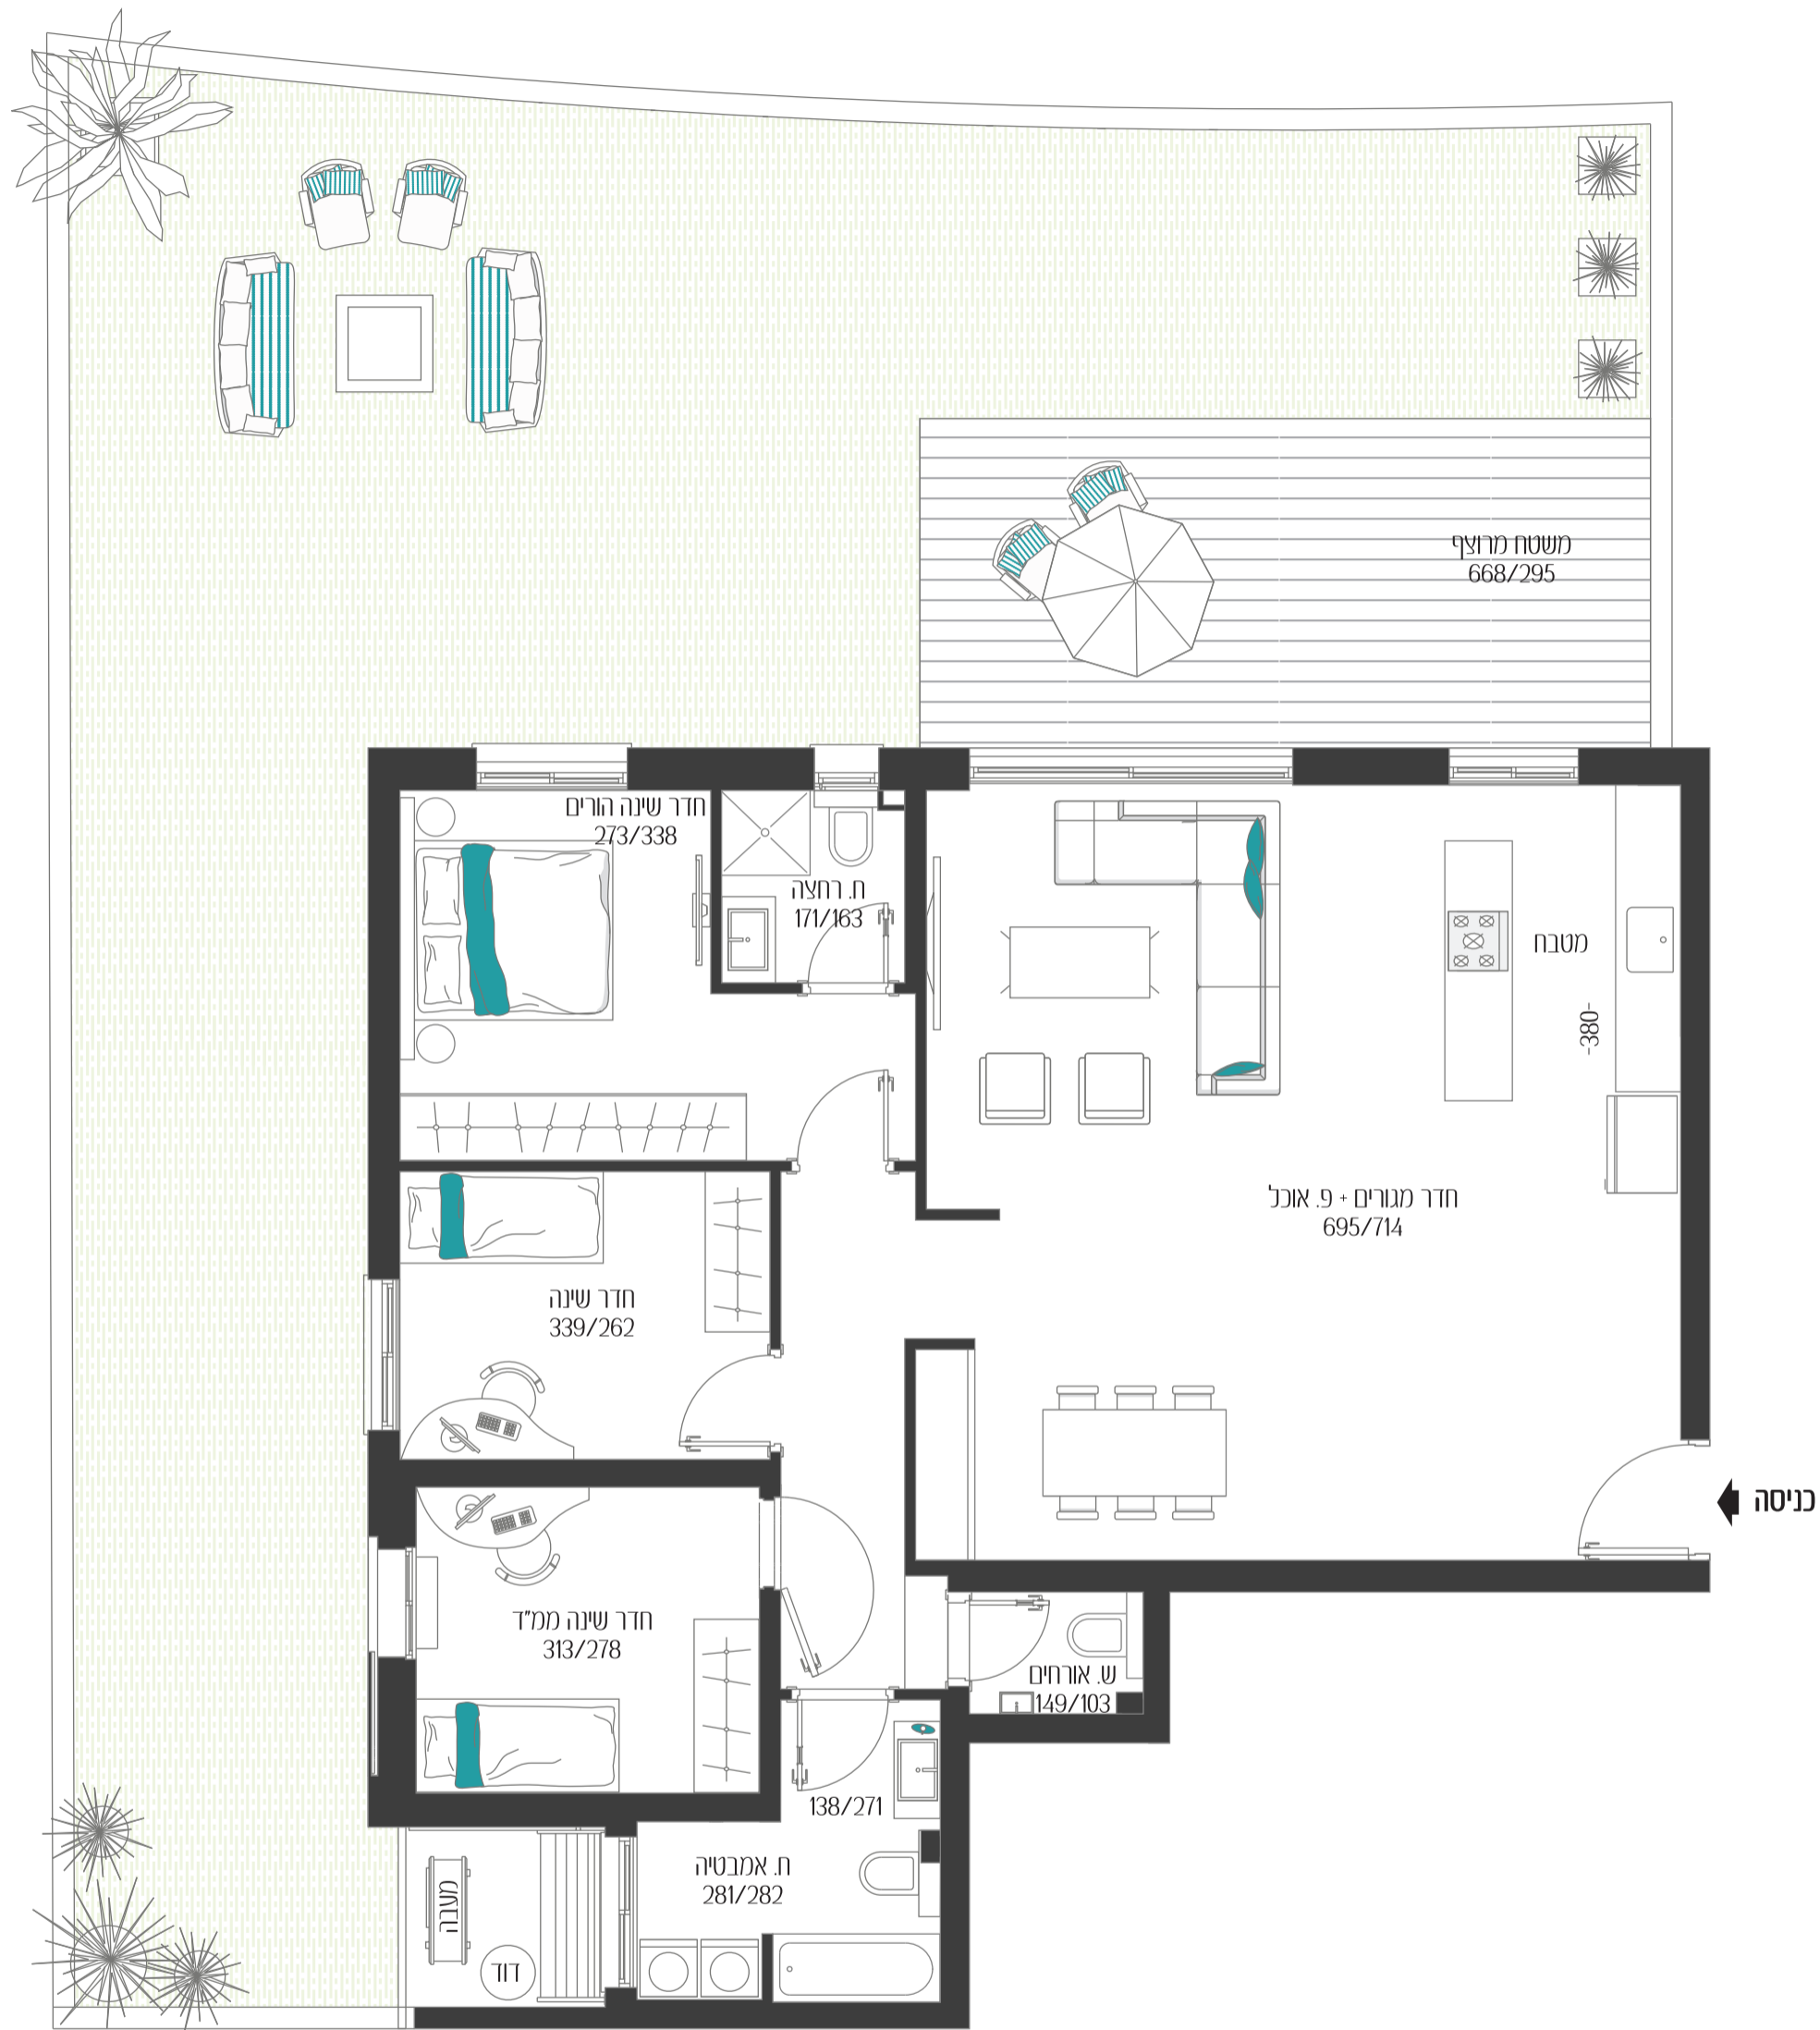 משטח מרוצף
668/295
חדר שינה הורים
273/338
ח. רחצה
171/163
מטבח
-380-
חדר מגורים + פ. אוכל
695/714
חדר שינה
339/262
כניסה
חדר שינה ממ"ד
313/278
ש. אורחים
149/103
138/271
ח. אמבטיה
281/282
מעבה
דוד